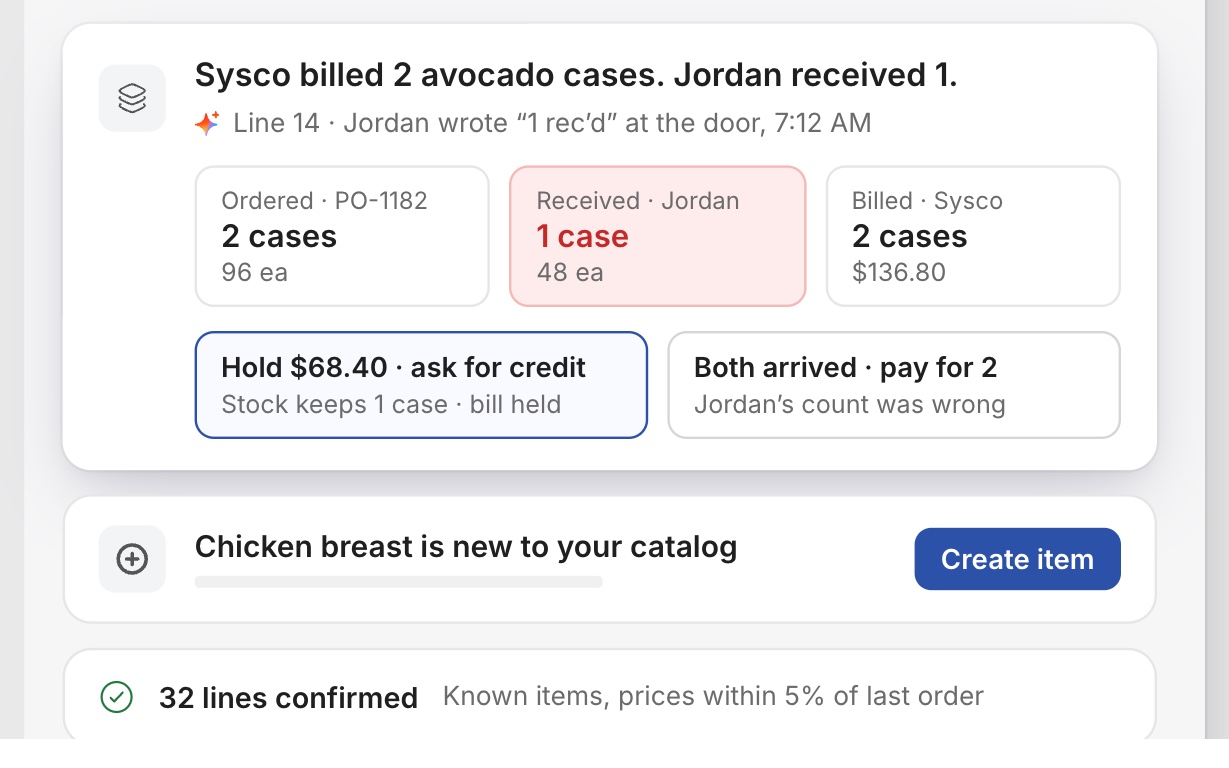 Sysco billed 2 avocado cases. Jordan received 1.
Line 14 · Jordan wrote “1 rec’d” at the door, 7:12 AM
Ordered · PO-1182
2 cases
96 ea
Received · Jordan
1 case
48 ea
Billed · Sysco
2 cases
$136.80
Hold $68.40 · ask for credit
Stock keeps 1 case · bill held
Both arrived · pay for 2
Jordan’s count was wrong
Chicken breast is new to your catalog
Create item
32 lines confirmed Known items, prices within 5% of last order